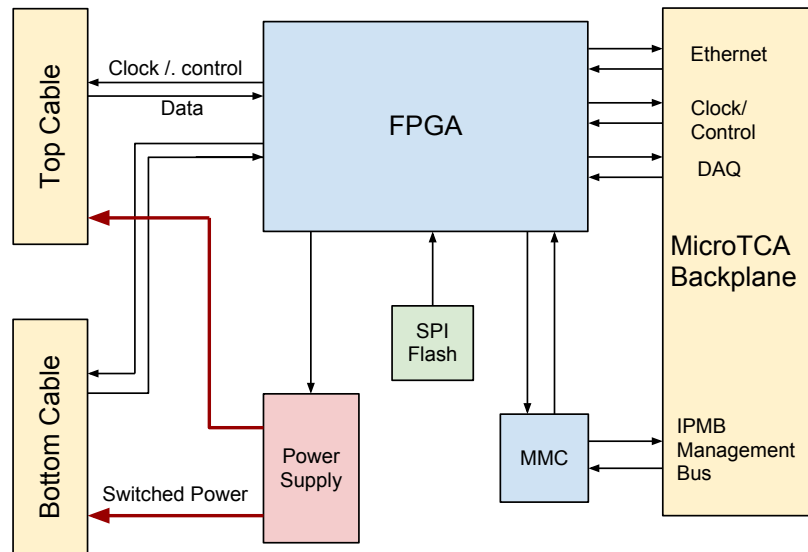 Top Cable
Clock /. control
Data
FPGA
Ethernet
Clock/
Control
DAQ
MicroTCA
Backplane
SPI
Flash
Bottom Cable
Switched Power
Power
Supply
MMC
IPMB
Management
Bus